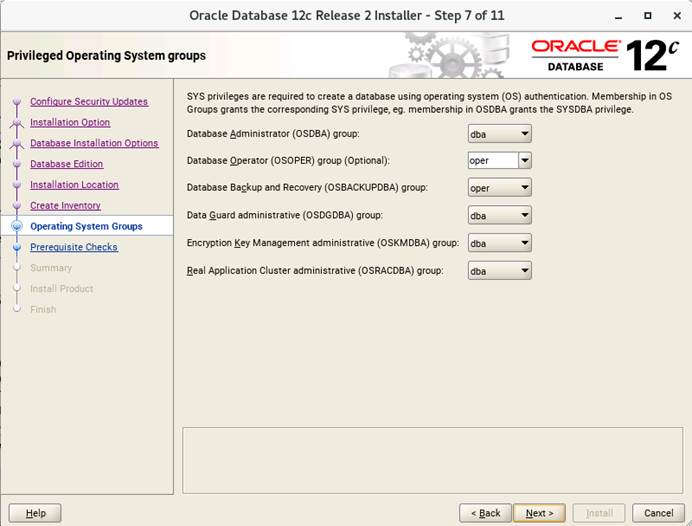 Oracle Database 12c Release 2 Installer - Step 7 of 11
Privileged Operating System groups
ORACLE DATABASE 12c
Configure Security Updates
Installation Option
Database Installation Options
Database Edition
Installation Location
Create Inventory
Operating System Groups
Prerequisite Checks
Summary
Install Product
Finish
SYS privileges are required to create a database using operating system (OS) authentication. Membership in OS
Groups grants the corresponding SYS privilege, eg. membership in OSDBA grants the SYSDBA privilege.
Database Administrator (OSDBA) group: dba
Database Operator (OSOPER) group (Optional): oper
Database Backup and Recovery (OSBACKUPDBA) group: oper
Data Guard administrative (OSDGDBA) group: dba
Encryption Key Management administrative (OSKMDBA) group: dba
Real Application Cluster administrative (OSRACDBA) group: dba
Help
< Back
Next >
Install
Cancel